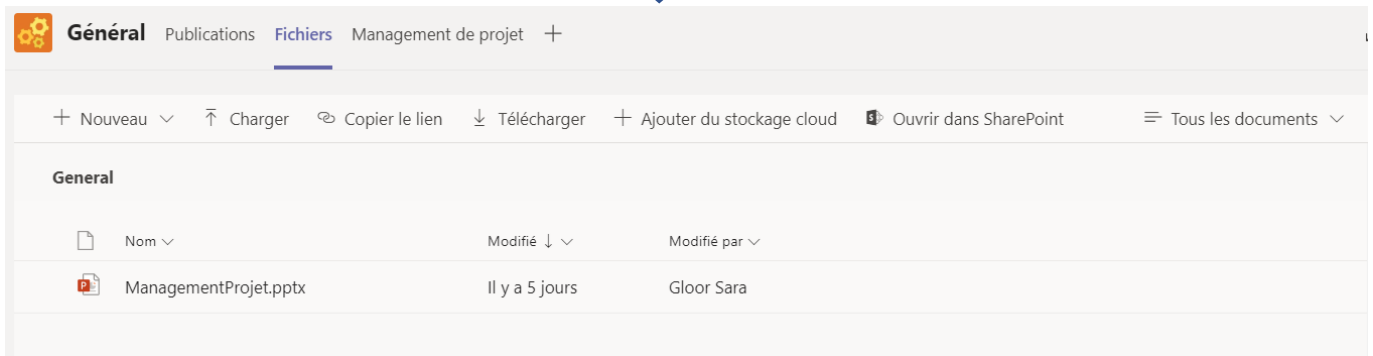 Général Publications Fichiers Management de projet
Nouveau Charger Copier le lien Télécharger Ajouter du stockage cloud Ouvrir dans SharePoint Tous les documents
General
Nom Modifié Modifié par
ManagementProjet.pptx Il y a 5 jours Gloor Sara